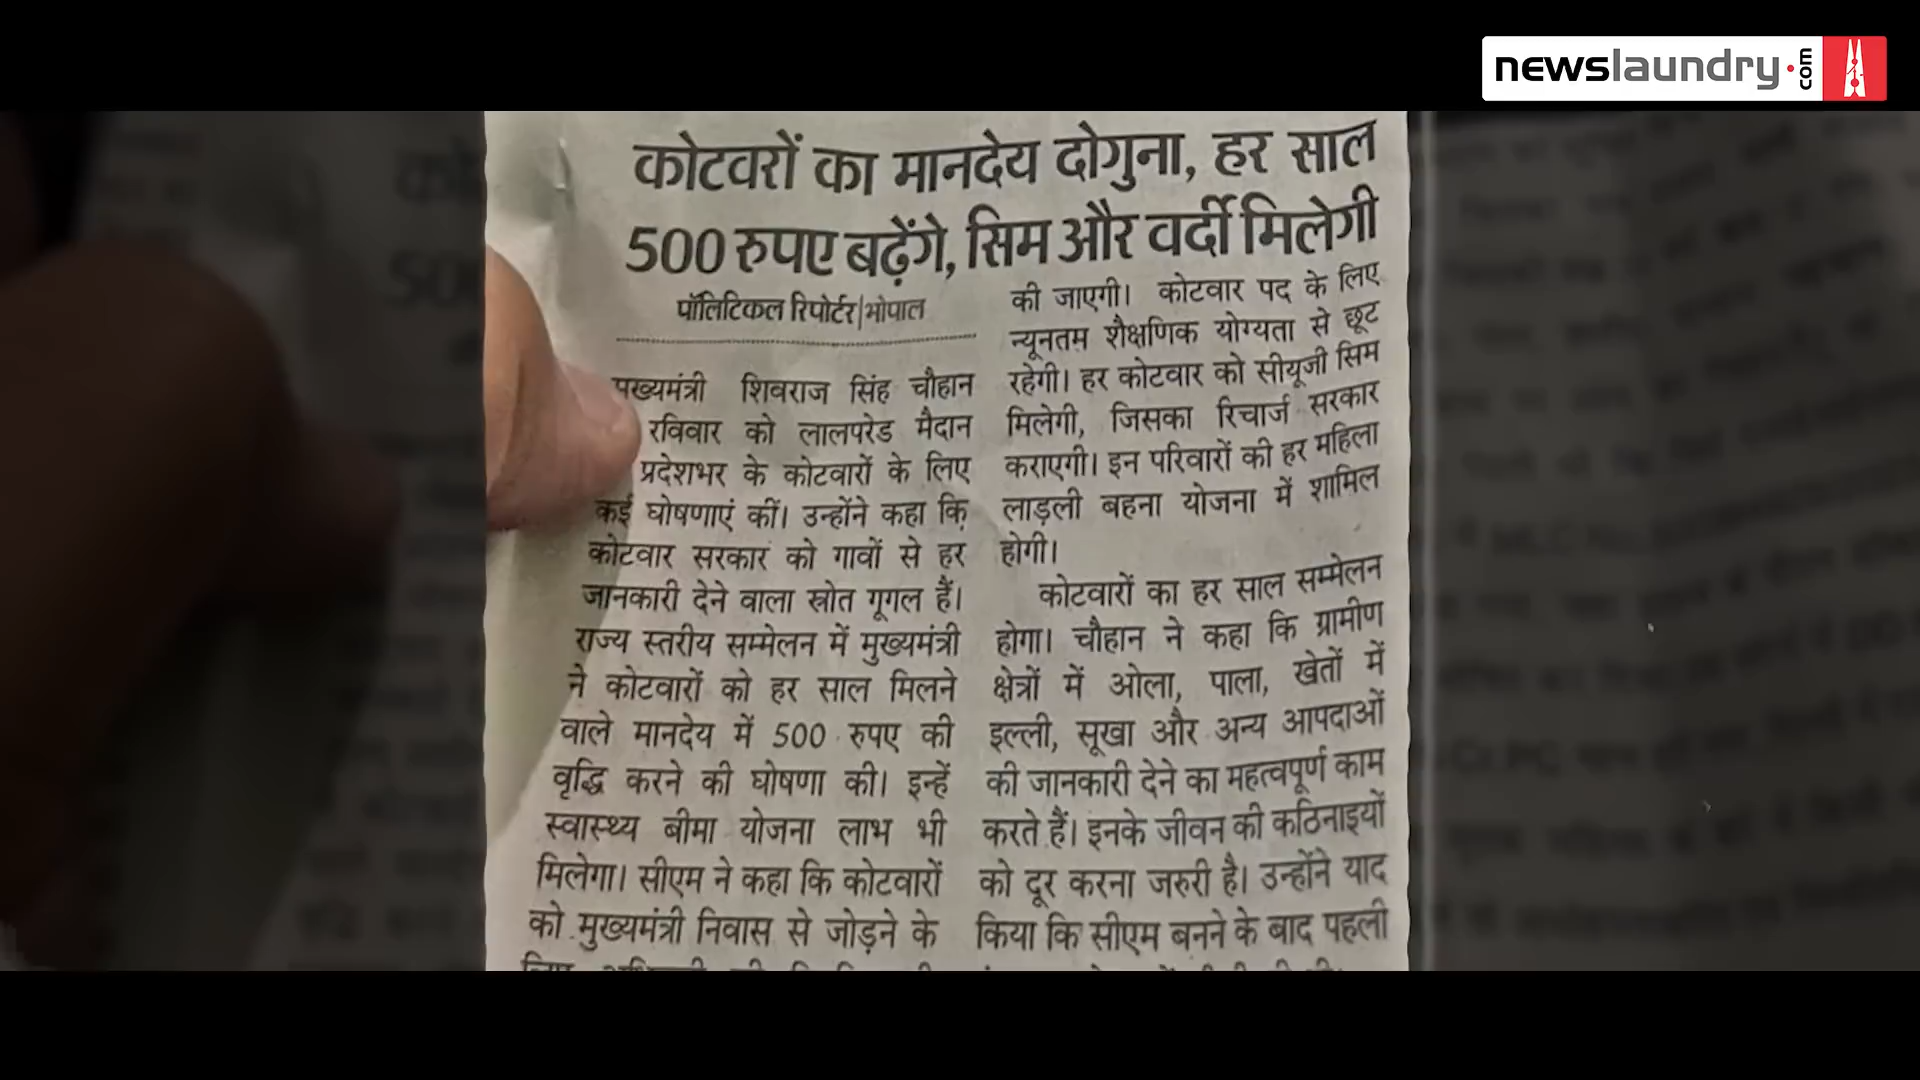 newslaundry.com
कोटवरों का मानदेय दोगुना, हर साल
500 रुपए बढ़ेंगे, सिम और वर्दी मिलेगी
पॉलिटिकल रिपोर्टर|भोपाल
मुख्यमंत्री शिवराज सिंह चौहान
रविवार को लालपरेड मैदान
प्रदेशभर के कोटवारों के लिए
कई घोषणाएं कीं। उन्होंने कहा कि
कोटवार सरकार को गावों से हर
जानकारी देने वाला स्रोत गूगल हैं।
राज्य स्तरीय सम्मेलन में मुख्यमंत्री
ने कोटवारों को हर साल मिलने
वाले मानदेय में 500 रुपए की
वृद्धि करने की घोषणा की। इन्हें
स्वास्थ्य बीमा योजना लाभ भी
मिलेगा। सीएम ने कहा कि कोटवारों
को मुख्यमंत्री निवास से जोड़ने के
की जाएगी। कोटवार पद के लिए
न्यूनतम शैक्षणिक योग्यता से छूट
रहेगी। हर कोटवार को सीयूजी सिम
मिलेगी, जिसका रिचार्ज सरकार
कराएगी। इन परिवारों की हर महिला
लाड़ली बहना योजना में शामिल
होगी।
कोटवारों का हर साल सम्मेलन
होगा। चौहान ने कहा कि ग्रामीण
क्षेत्रों में ओला, पाला, खेतों में
इल्ली, सूखा और अन्य आपदाओं
की जानकारी देने का महत्वपूर्ण काम
करते हैं। इनके जीवन की कठिनाइयों
को दूर करना जरुरी है। उन्होंने याद
किया कि सीएम बनने के बाद पहली